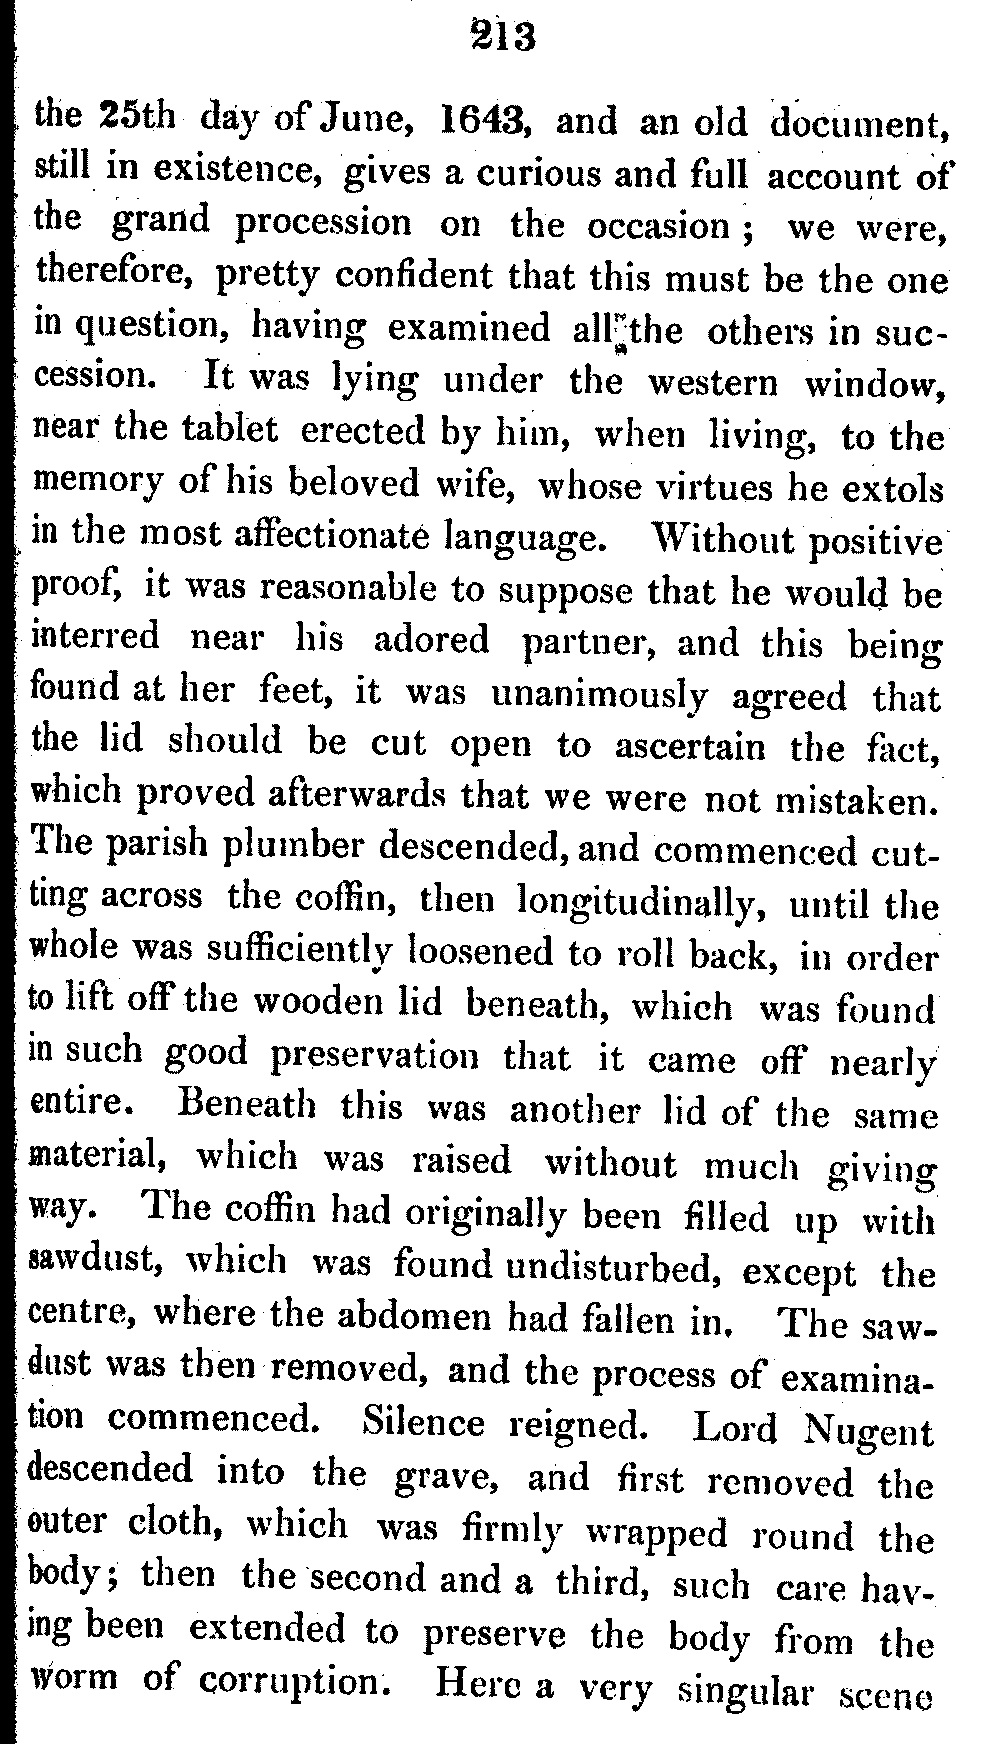 213
the 25th day of June, 1643, and an old document,
still in existence, gives a curious and full account of
the grand procession on the occasion ; we were,
therefore, pretty confident that this must be the one
in question, having examined all the others in suc-
cession. It was lying under the western window,
near the tablet erected by him, when living, to the
memory of his beloved wife, whose virtues he extols
in the most affectionate language. Without positive
proof, it was reasonable to suppose that he would be
interred near his adored partner, and this being
found at her feet, it was unanimously agreed that
the lid should be cut open to ascertain the fact,
which proved afterwards that we were not mistaken.
The parish plumber descended, and commenced cut-
ting across the coffin, then longitudinally, until the
whole was sufficiently loosened to roll back, in order
to lift off the wooden lid beneath, which was found
in such good preservation that it came off nearly
entire. Beneath this was another lid of the same
material, which was raised without much giving
way. The coffin had originally been filled up with
sawdust, which was found undisturbed, except the
centre, where the abdomen had fallen in. The saw-
dust was then removed, and the process of examina-
tion commenced. Silence reigned. Lord Nugent
descended into the grave, and first removed the
outer cloth, which was firmly wrapped round the
body; then the second and a third, such care hav-
ing been extended to preserve the body from the
worm of corruption. Here a very singular scene